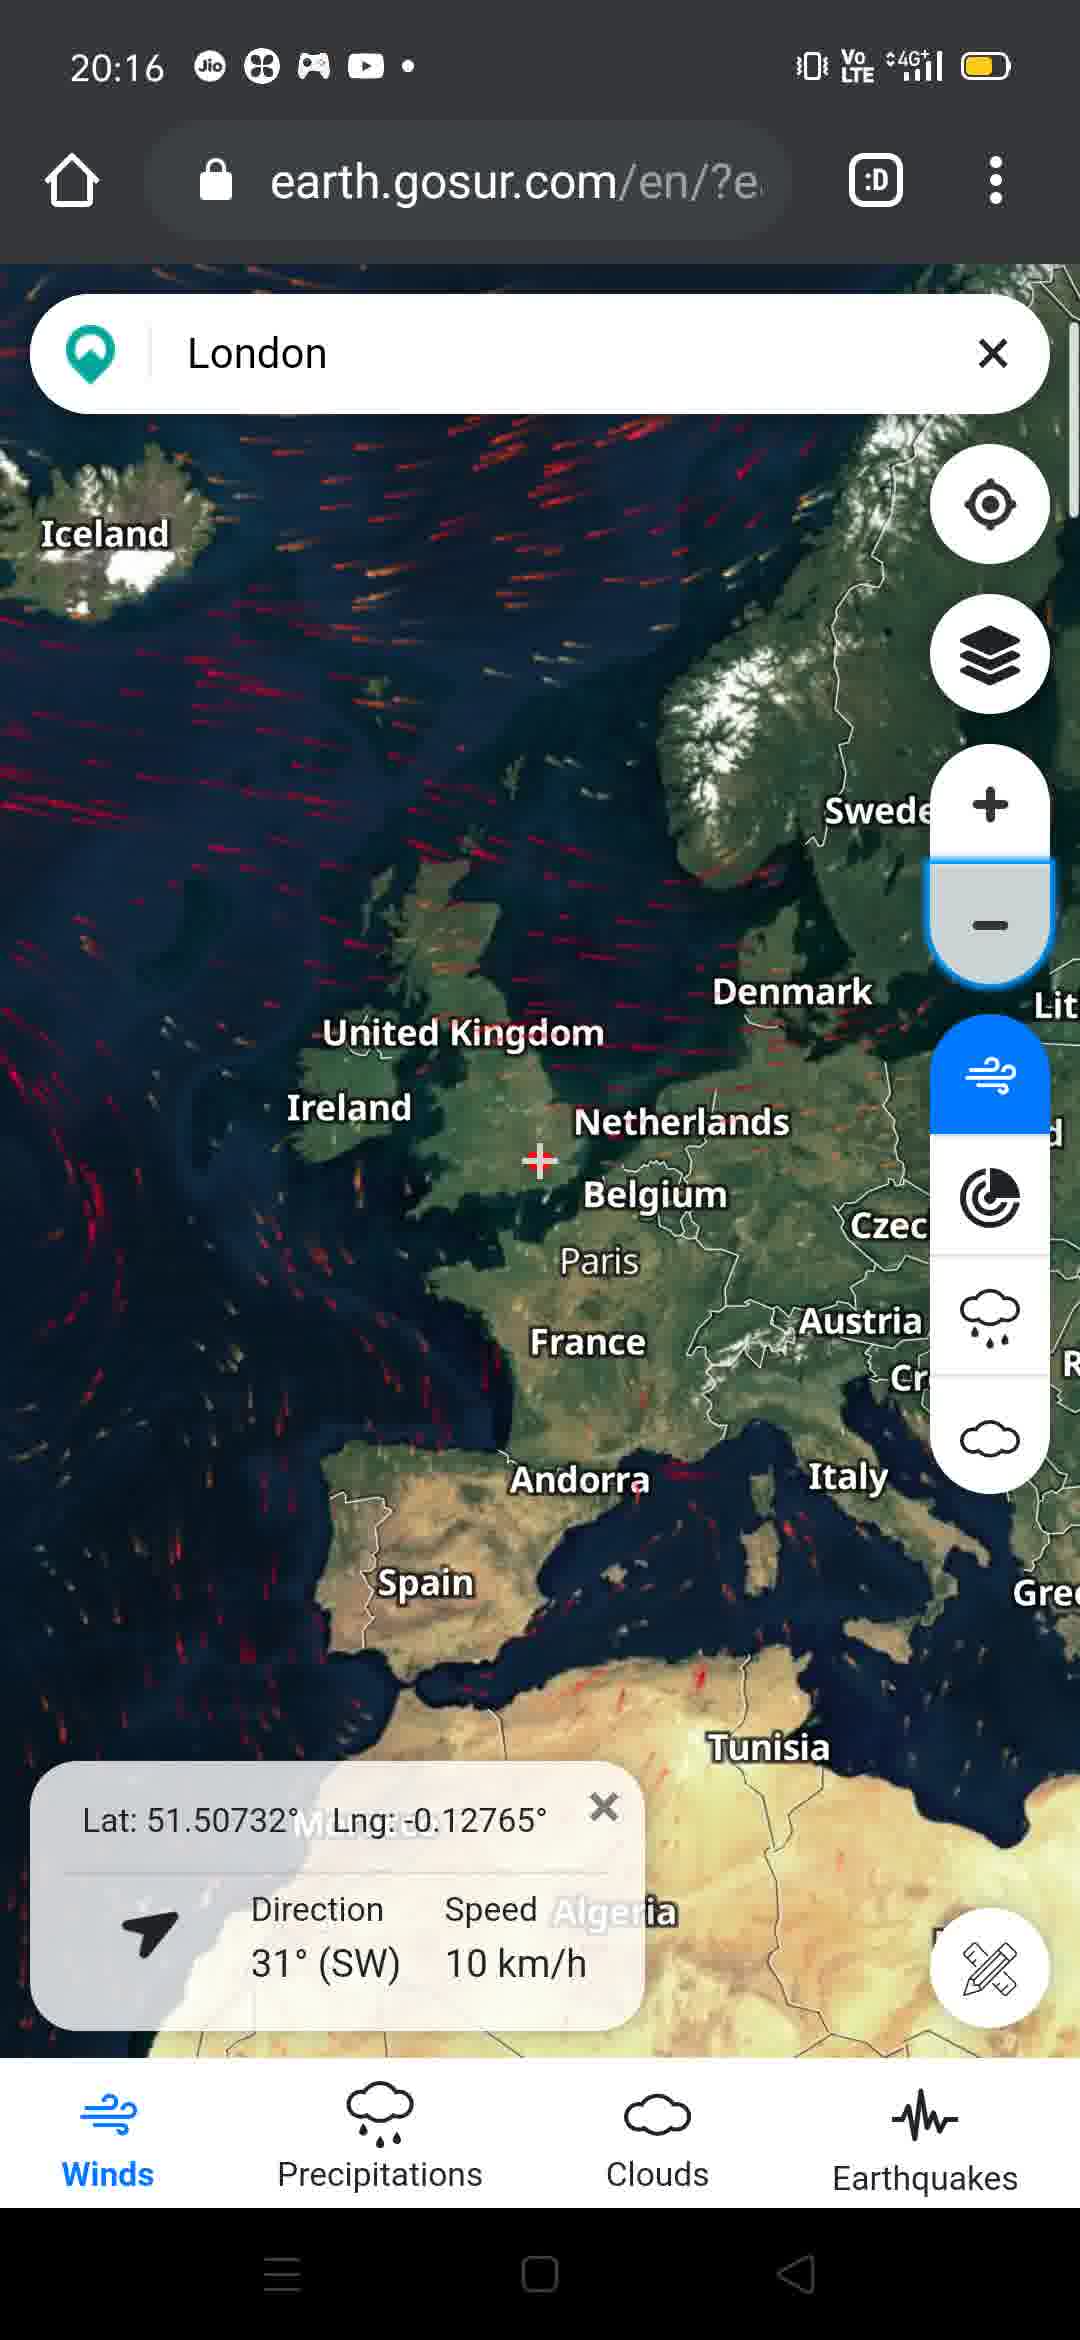 20:16
Jio
Vo
LTE
4G+
earth.gosur.com/en/?e
:D
London
Iceland
Swede
Denmark
Lit
United Kingdom
Ireland
Netherlands
d
Belgium
Czec
Paris
Austria
France
R
Cr
Andorra
Italy
Spain
Gre
Tunisia
Lat: 51.50732° Lng: -0.12765°
Direction
Speed
Algeria
31° (SW)
10 km/h
Winds
Precipitations
Clouds
Earthquakes